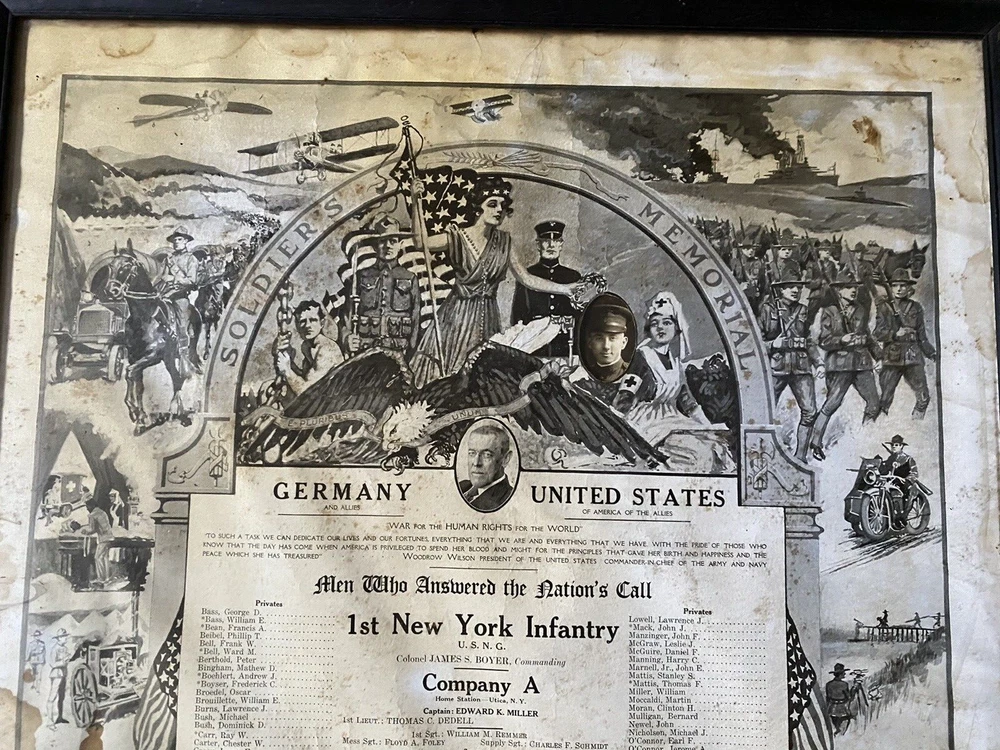 SOLDIER'S MEMORIAL
E PLURIBUS UNUM
GERMANY
AND ALLIES
UNITED STATES
OF AMERICA OF THE ALLIES
"WAR FOR THE HUMAN RIGHTS FOR THE WORLD"
"TO SUCH A TASK WE CAN DEDICATE OUR LIVES AND OUR FORTUNES, EVERYTHING THAT WE ARE AND EVERYTHING THAT WE HAVE, WITH THE PRIDE OF THOSE WHO
KNOW THAT THE DAY HAS COME WHEN AMERICA IS PRIVILEGED TO SPEND HER BLOOD AND MIGHT FOR THE PRINCIPLES THAT GAVE HER BIRTH AND HAPPINESS AND THE
PEACE WHICH SHE HAS TREASURED" WOODROW WILSON PRESIDENT OF THE UNITED STATES COMMANDER-IN-CHIEF OF THE ARMY AND NAVY
Men Who Answered the Nation's Call
1st New York Infantry
U. S. N. G.
Colonel JAMES S. BOYER, Commanding
Company A
Home Station—Utica, N. Y.
Captain: EDWARD K. MILLER
1st LIEUT.: THOMAS C. DEDELL
1st Sgt.: WILLIAM F. REMMER
Mess Sgt.: FLOYD A. FOLEY Supply Sgt.: CHARLES F. SCHMIDT
Privates
Bass, George D.
*Bass, William E.
*Bean, Francis A.
Beibel, Phillip T.
Bell, Frank W.
*Bell, Ward M.
Berthold, Peter
Bingham, Mathew D.
*Boehlert, Andrew J.
*Boyser, Frederick C.
Broedel, Oscar
Brouillette, William E.
Burns, Lawrence J.
Bush, Michael
Bush, Dominick D.
*Carr, Ray W.
Carter, Chester W.
Privates
Lowell, Lawrence J.
*Mack, John J.
Manzinger, John F.
McGraw, Leslie J.
McGuire, Daniel F.
Manning, Harry C.
Marnell, Jr., John E.
Mattis, Stanley S.
*Mattis, Thomas F.
Miller, William
Moccaldi, Martin
Moran, Clinton H.
Mulligan, Bernard
Newel, John
Nicholsen, Michael J.
O'Connor, Earl F.